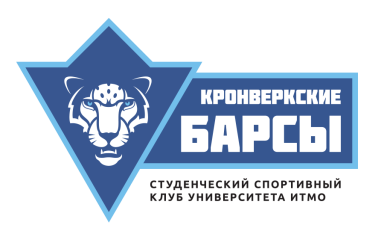 КРОНВЕРКСКИЕ
БАРСЫ
СТУДЕНЧЕСКИЙ СПОРТИВНЫЙ
КЛУБ УНИВЕРСИТЕТА ИТМО